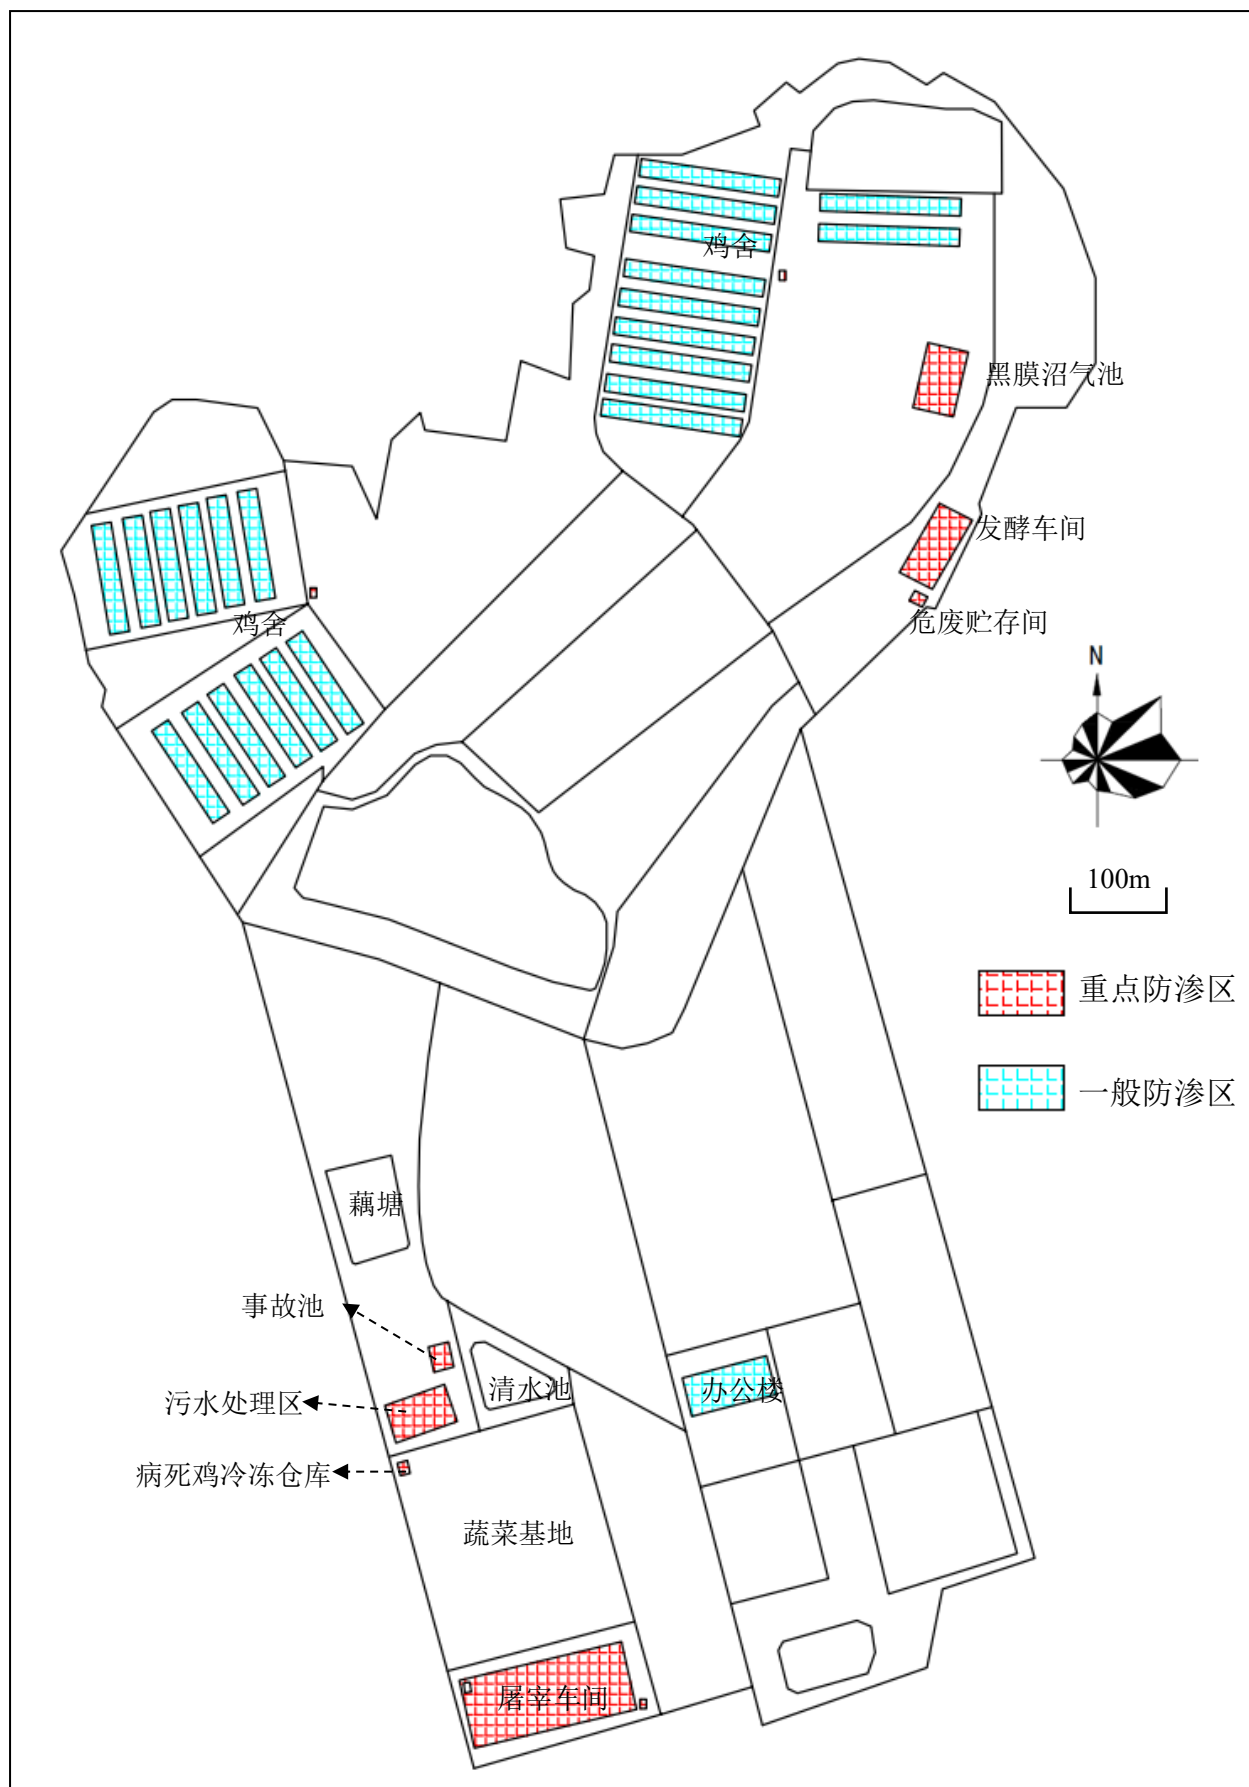 鸡舍
黑膜沼气池
发酵车间
危废贮存间
鸡舍
N
100m
重点防渗区
一般防渗区
藕塘
事故池
清水池
办公楼
污水处理区
病死鸡冷冻仓库
蔬菜基地
屠宰车间